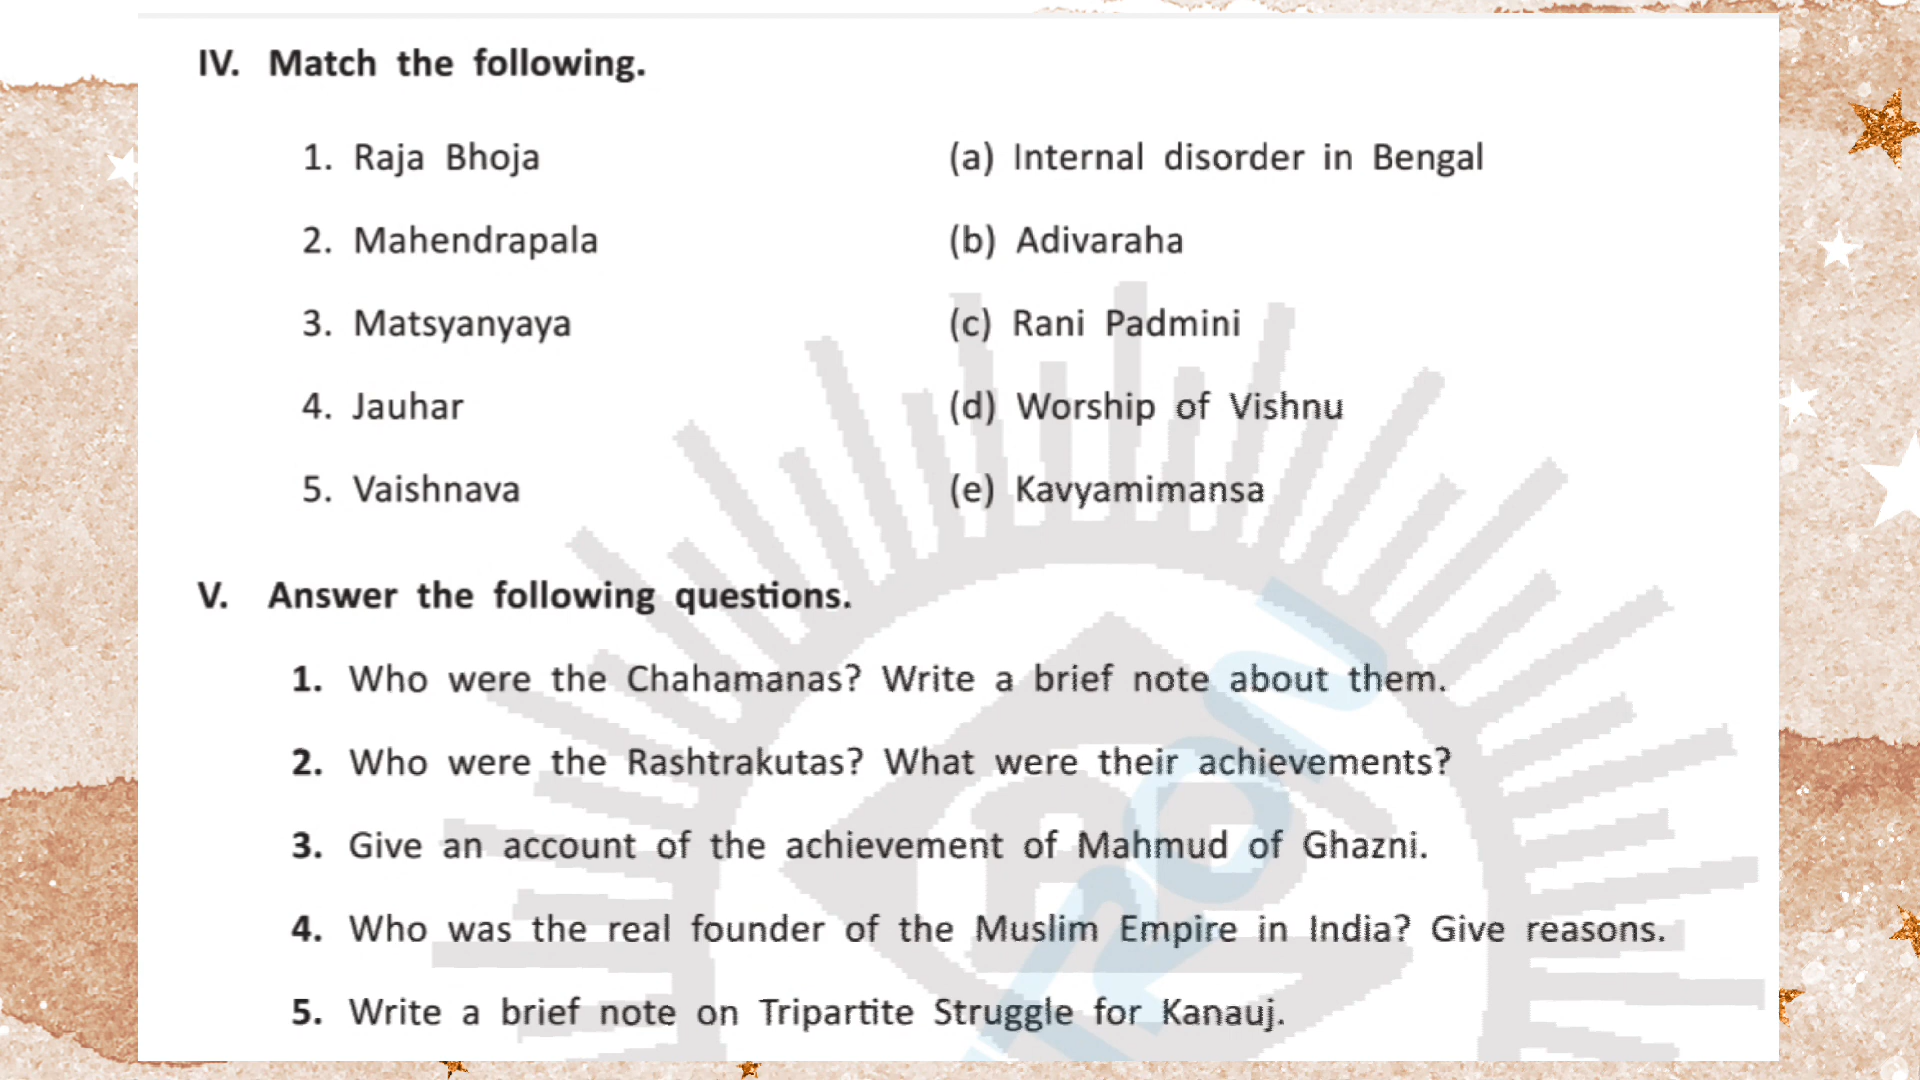 IV. Match the following.
1. Raja Bhoja (a) Internal disorder in Bengal
2. Mahendrapala (b) Adivaraha
3. Matsyanyaya (c) Rani Padmini
4. Jauhar (d) Worship of Vishnu
5. Vaishnava (e) Kavyamimansa
V. Answer the following questions.
1. Who were the Chahamanas? Write a brief note about them.
2. Who were the Rashtrakutas? What were their achievements?
3. Give an account of the achievement of Mahmud of Ghazni.
4. Who was the real founder of the Muslim Empire in India? Give reasons.
5. Write a brief note on Tripartite Struggle for Kanauj.